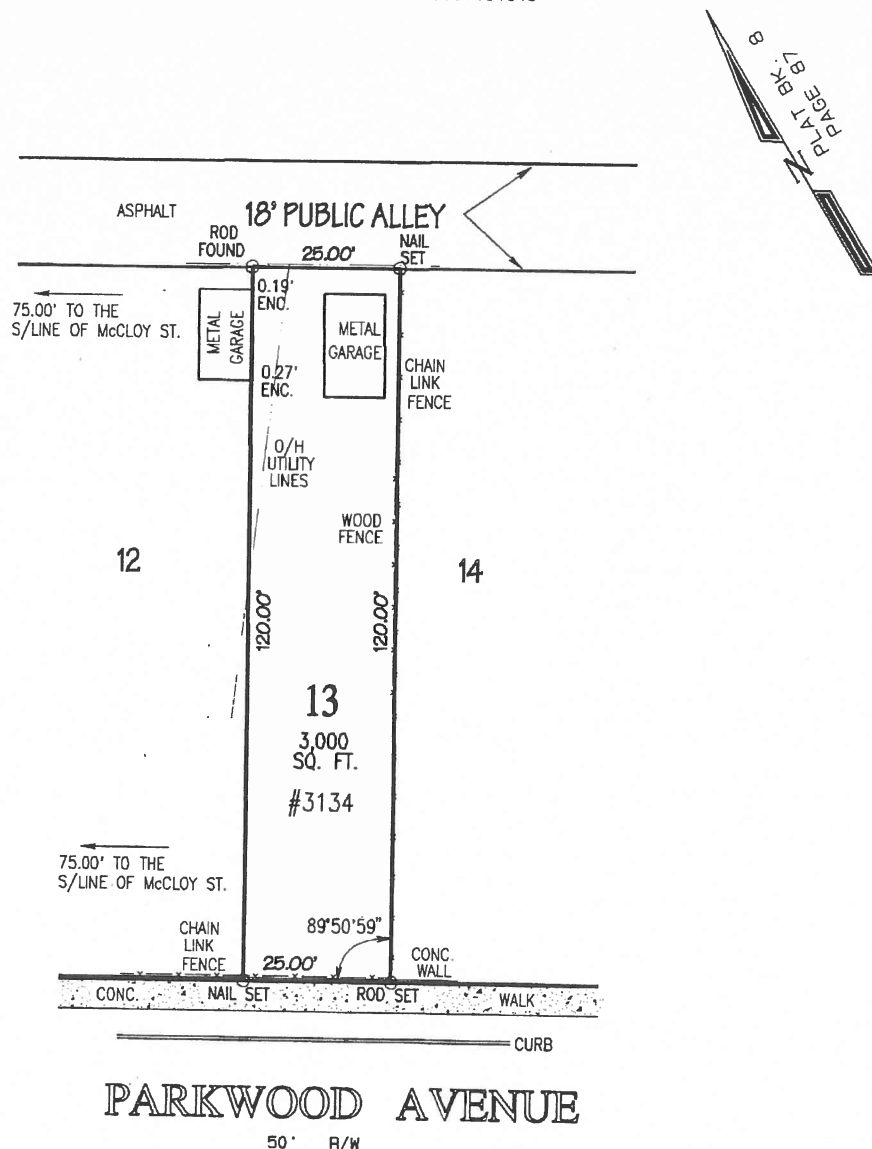 PLAT BK. 8
PAGE 87
N
ASPHALT
18' PUBLIC ALLEY
ROD
FOUND
25.00'
NAIL
SET
75.00' TO THE
S/LINE OF McCLOY ST.
METAL
GARAGE
0.19'
ENC.
0.27'
ENC.
METAL
GARAGE
CHAIN
LINK
FENCE
O/H
UTILITY
LINES
WOOD
FENCE
12
14
120.00'
120.00'
13
3,000
SQ. FT.
#3134
75.00' TO THE
S/LINE OF McCLOY ST.
CHAIN
LINK
FENCE
25.00'
89°50'59"
CONC.
WALL
CONC.
NAIL SET
ROD SET
WALK
CURB
PARKWOOD AVENUE
50' R/W